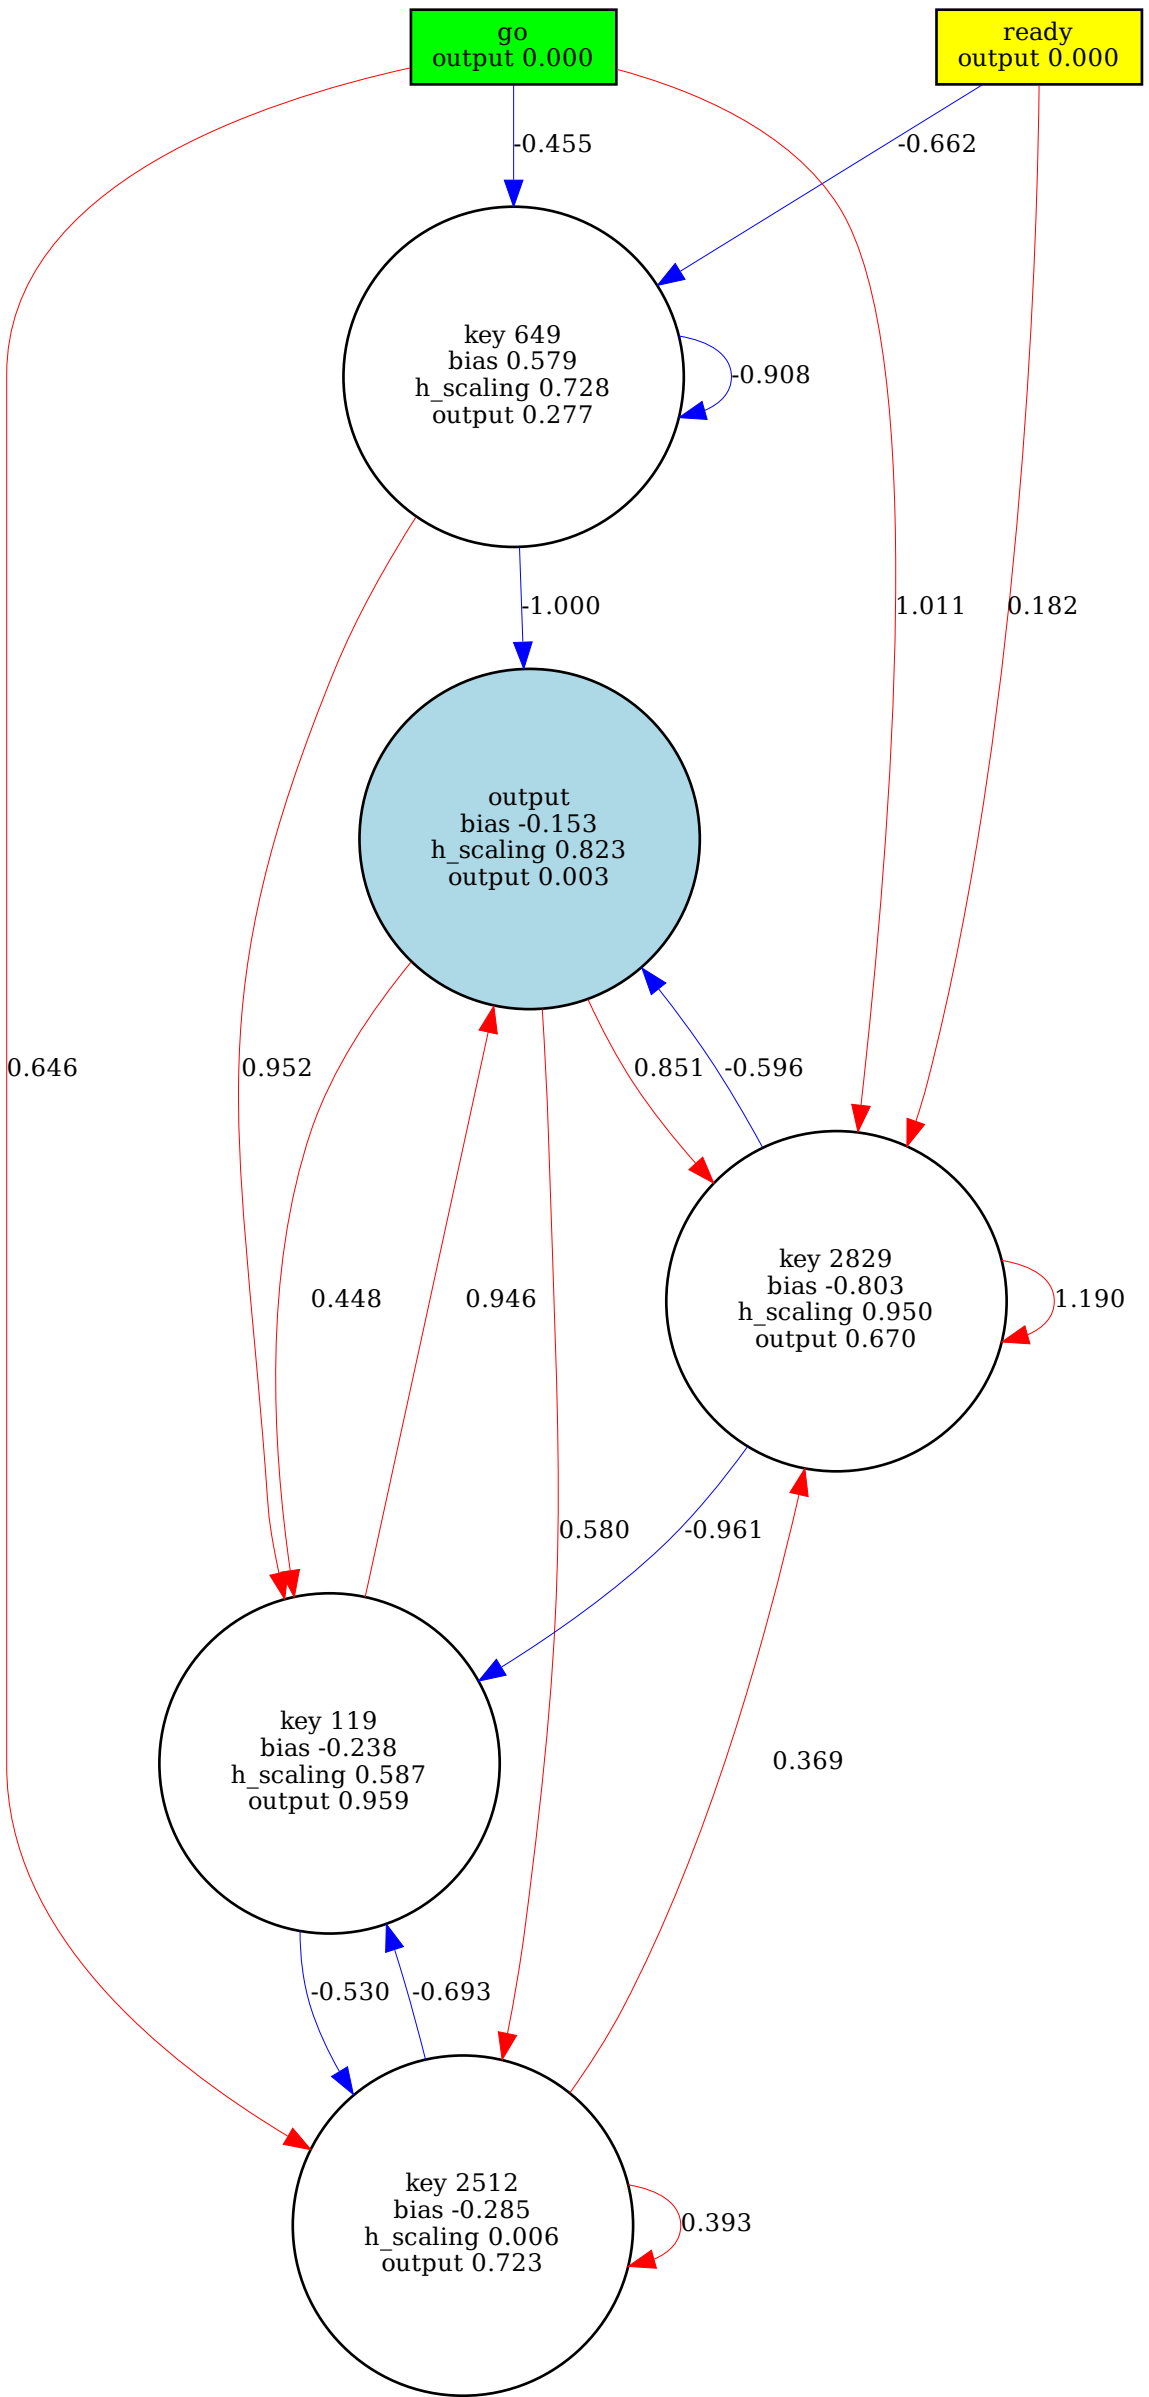 go
output 0.000
ready
output 0.000
-0.455
-0.662
key 649
bias 0.579
h_scaling 0.728
output 0.277
-0.908
-1.000
1.011
0.182
output
bias -0.153
h_scaling 0.823
output 0.003
0.646
0.952
0.851
-0.596
key 2829
bias -0.803
h_scaling 0.950
output 0.670
1.190
0.448
0.946
0.580
-0.961
key 119
bias -0.238
h_scaling 0.587
output 0.959
0.369
-0.530
-0.693
key 2512
bias -0.285
h_scaling 0.006
output 0.723
0.393